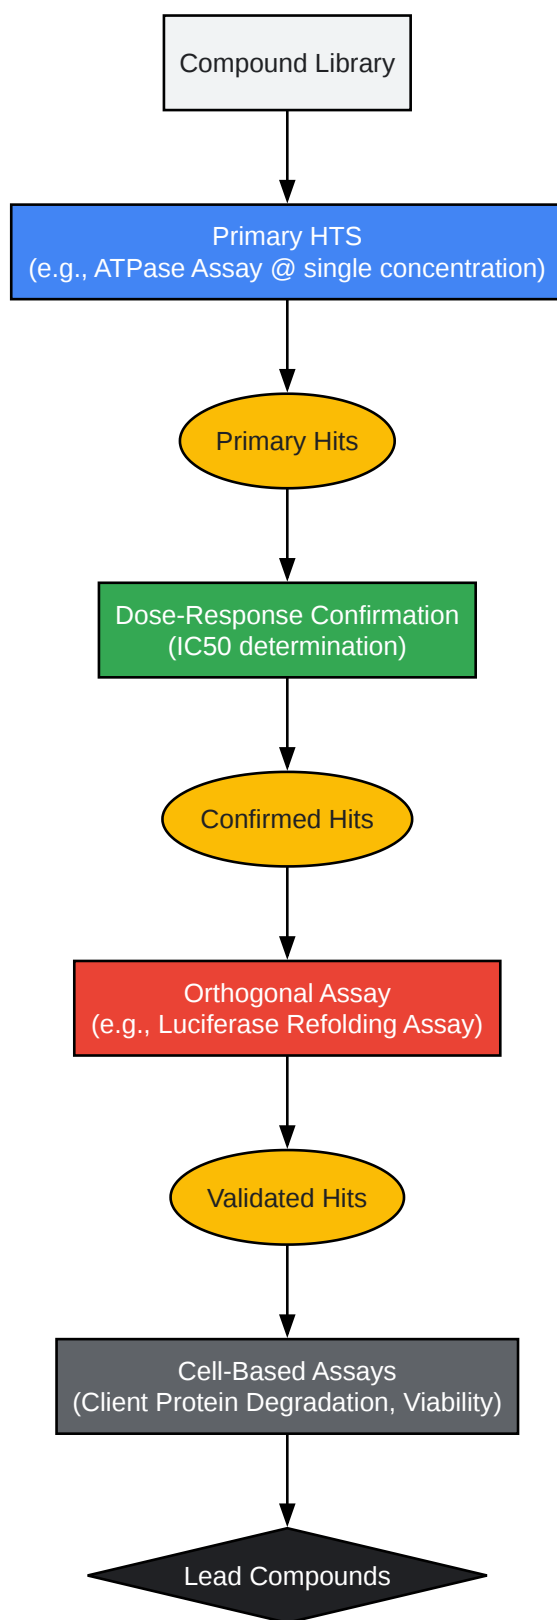 Compound Library
Primary HTS
(e.g., ATPase Assay @ single concentration)
Primary Hits
Dose-Response Confirmation
(IC50 determination)
Confirmed Hits
Orthogonal Assay
(e.g., Luciferase Refolding Assay)
Validated Hits
Cell-Based Assays
(Client Protein Degradation, Viability)
Lead Compounds